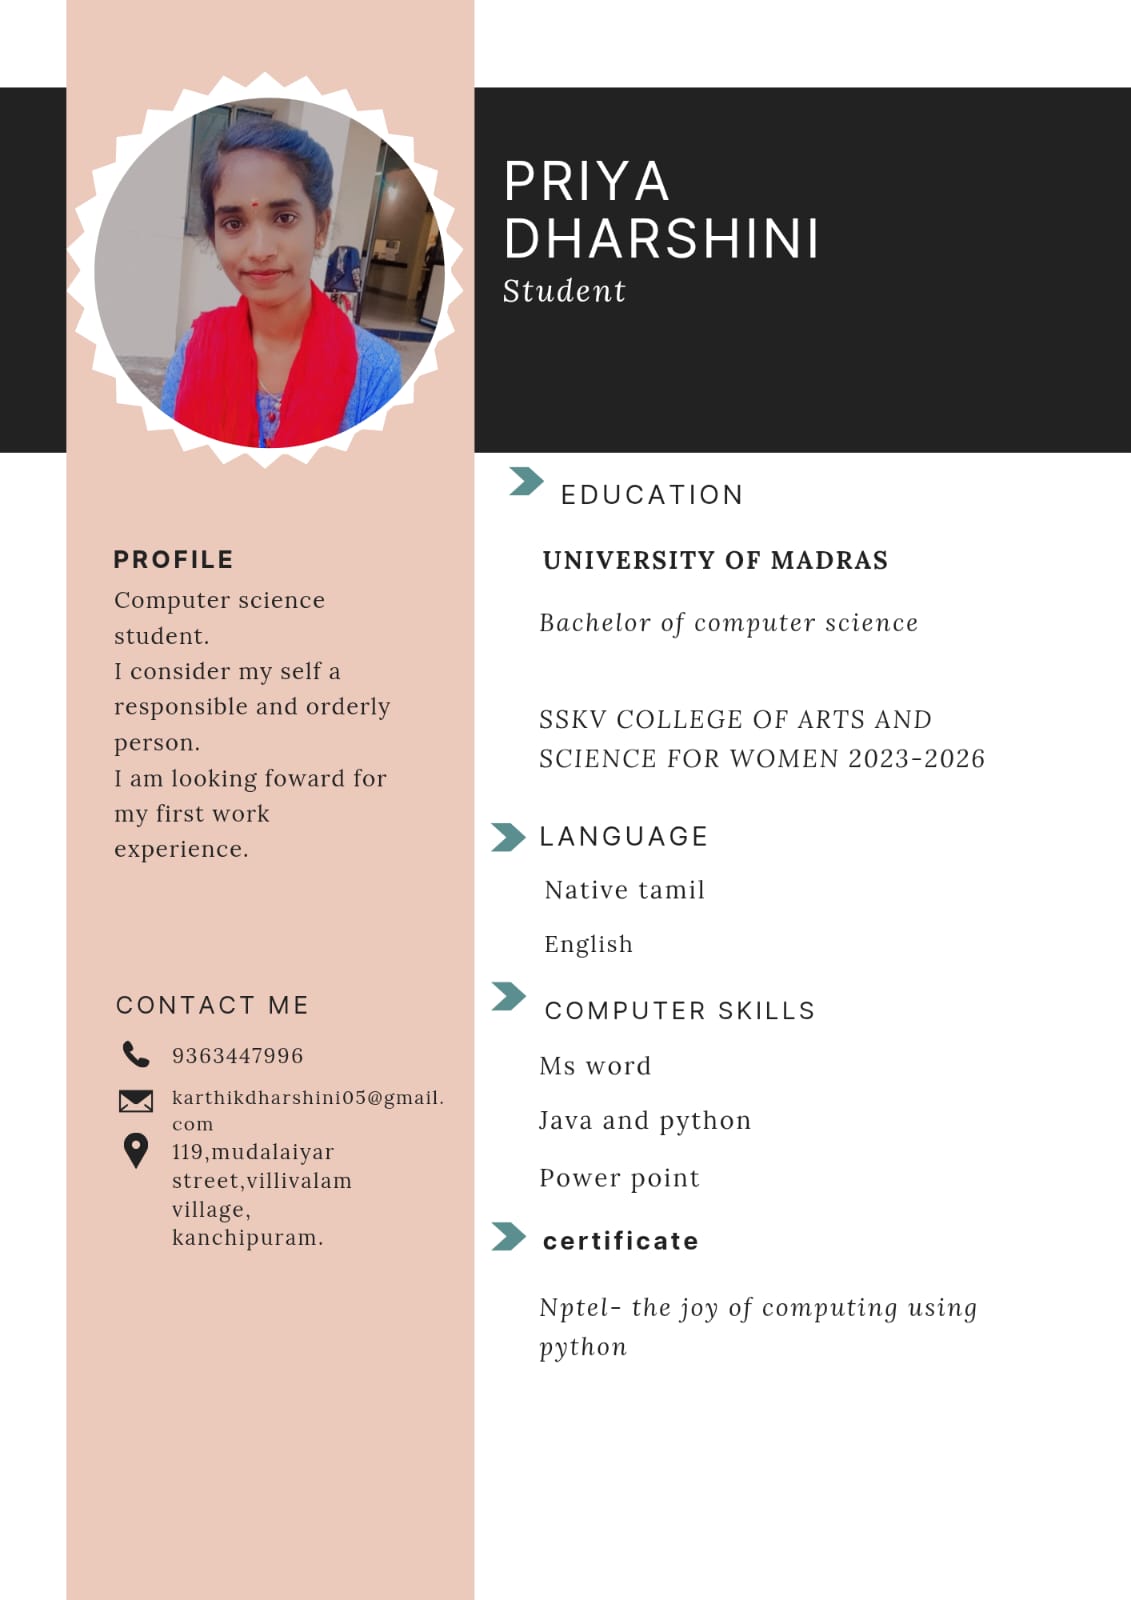 PRIYA
DHARSHINI
Student
PROFILE
Computer science
student.
I consider my self a
responsible and orderly
person.
I am looking foward for
my first work
experience.
CONTACT ME
9363447996
karthikdharshini05@gmail.
com
119,mudalaiyar
street,villivalam
village,
kanchipuram.
EDUCATION
UNIVERSITY OF MADRAS
Bachelor of computer science
SSKV COLLEGE OF ARTS AND
SCIENCE FOR WOMEN 2023-2026
LANGUAGE
Native tamil
English
COMPUTER SKILLS
Ms word
Java and python
Power point
certificate
Nptel- the joy of computing using
python